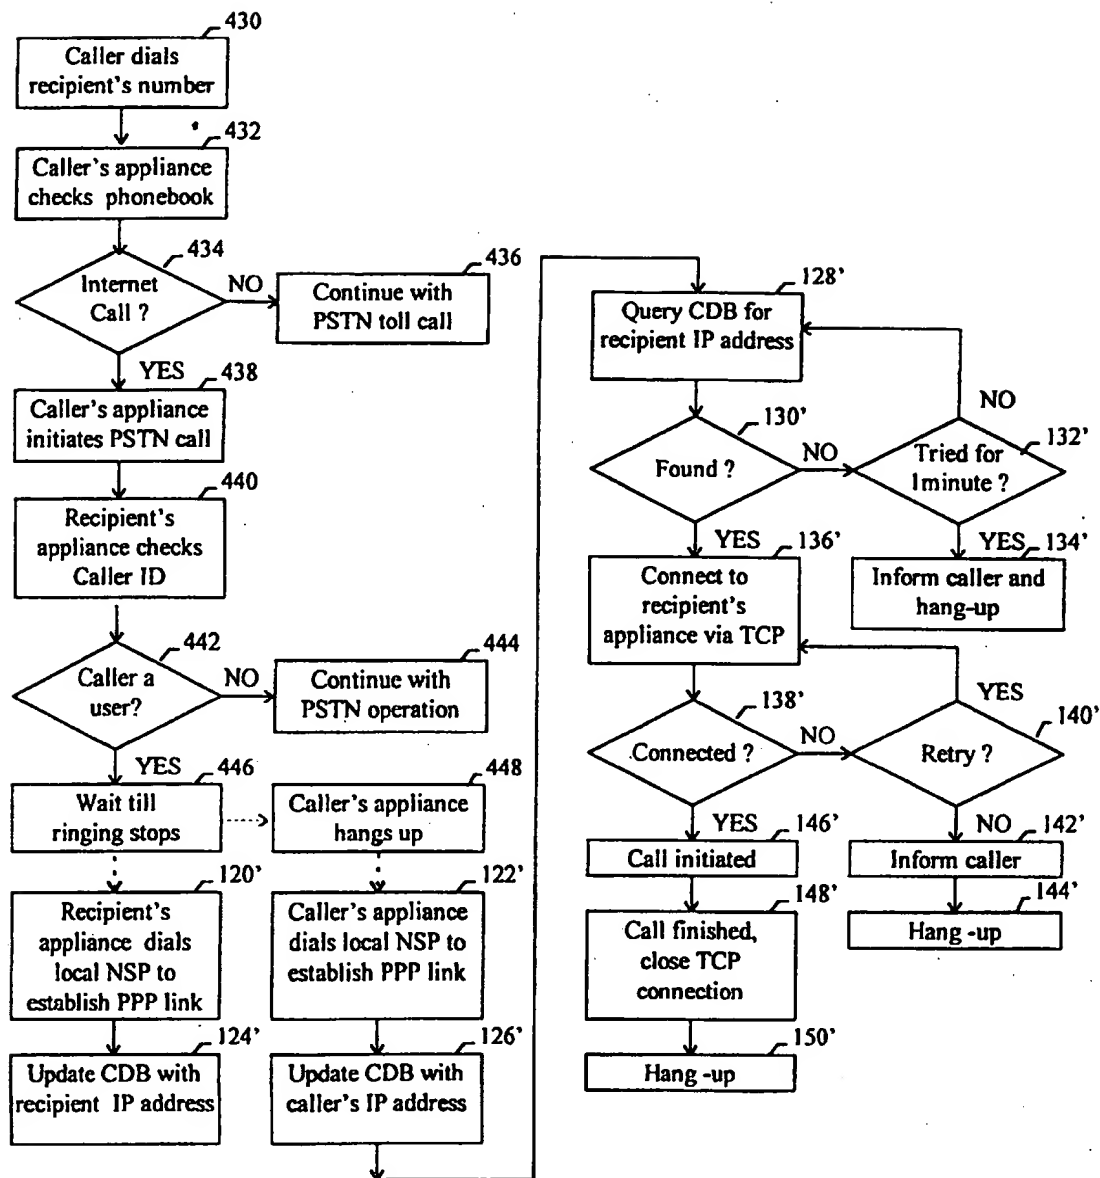 430
Caller dials
recipient's number
432
Caller's appliance
checks phonebook
434
Internet
Call ?
NO
436
Continue with
PSTN toll call
YES
438
Caller's appliance
initiates PSTN call
440
Recipient's
appliance checks
Caller ID
442
Caller a
user?
NO
444
Continue with
PSTN operation
YES
446
Wait till
ringing stops
448
Caller's appliance
hangs up
120'
Recipient's
appliance dials
local NSP to
establish PPP link
122'
Caller's appliance
dials local NSP to
establish PPP link
124'
Update CDB with
recipient IP address
126'
Update CDB with
caller's IP address
128'
Query CDB for
recipient IP address
130'
Found ?
NO
132'
Tried for
1minute ?
NO
YES
134'
Inform caller and
hang-up
YES
136'
Connect to
recipient's
appliance via TCP
138'
Connected ?
NO
140'
Retry ?
YES
NO
142'
Inform caller
144'
Hang -up
YES
146'
Call initiated
148'
Call finished,
close TCP
connection
150'
Hang -up